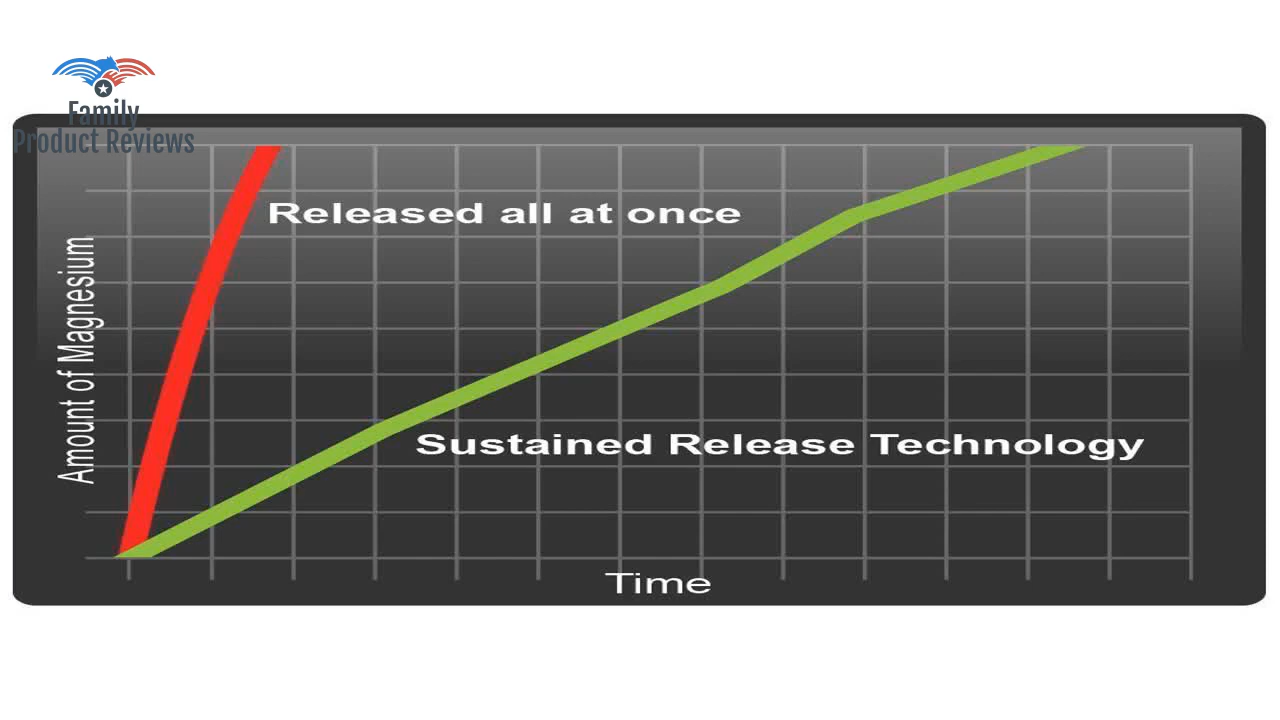 Family
Product Reviews
Released all at once
Amount of Magnesium
Sustained Release Technology
Time